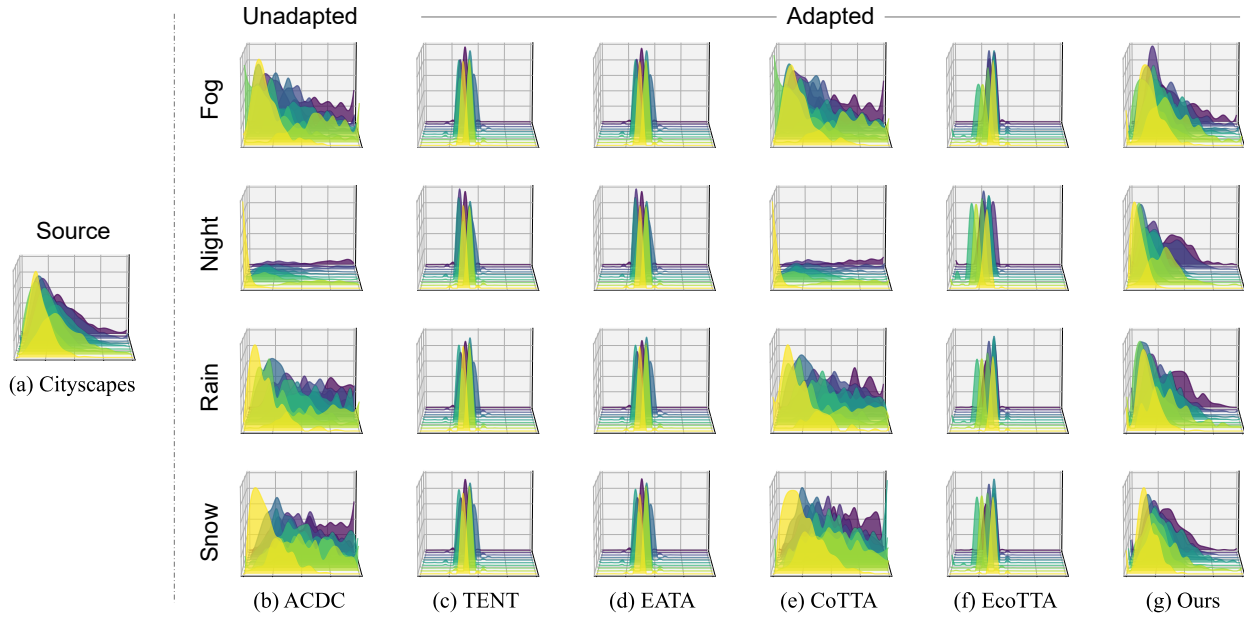 Unadapted
Adapted
Fog
Night
Source
(a) Cityscapes
Rain
Snow
(b) ACDC
(c) TENT
(d) EATA
(e) CoTTA
(f) EcoTTA
(g) Ours